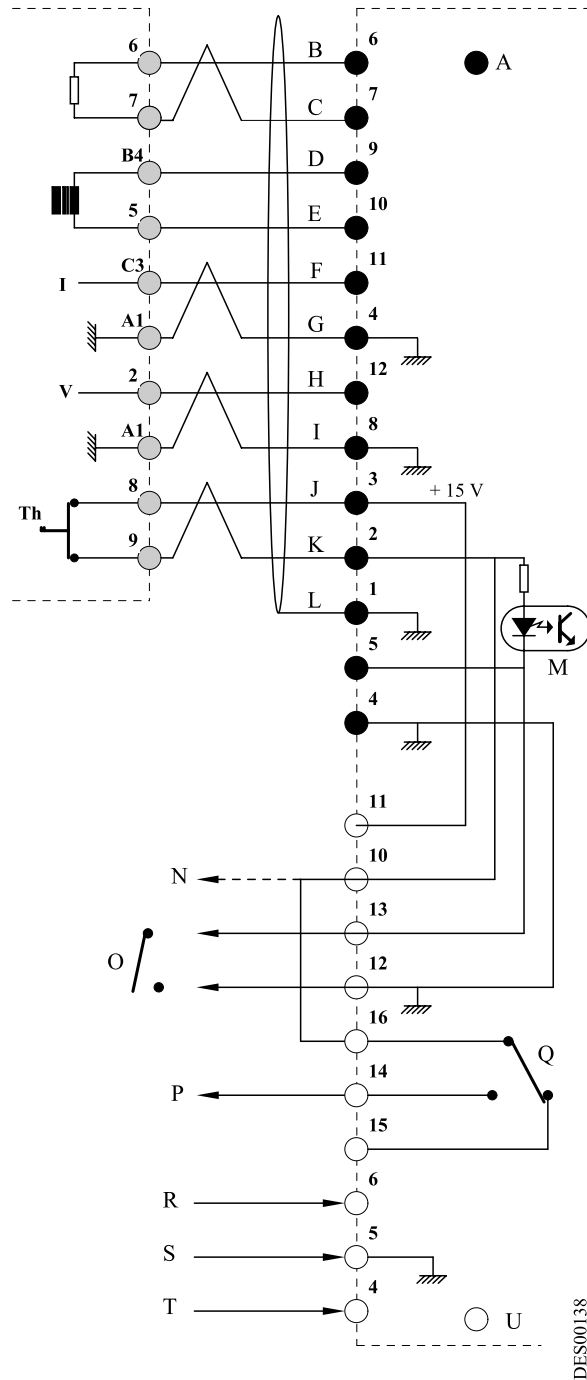 6 B 6
A
7 C 7
B4 D 9
5 E 10
I C3 F 11
A1 G 4
V 2 H 12
A1 I 8
8 J 3 + 15 V
Th
9 K 2
L 1
5 M
4
11
N 10
13
O
12
16
Q
P 14
15
R 6
S 5
T 4
U
DES00138